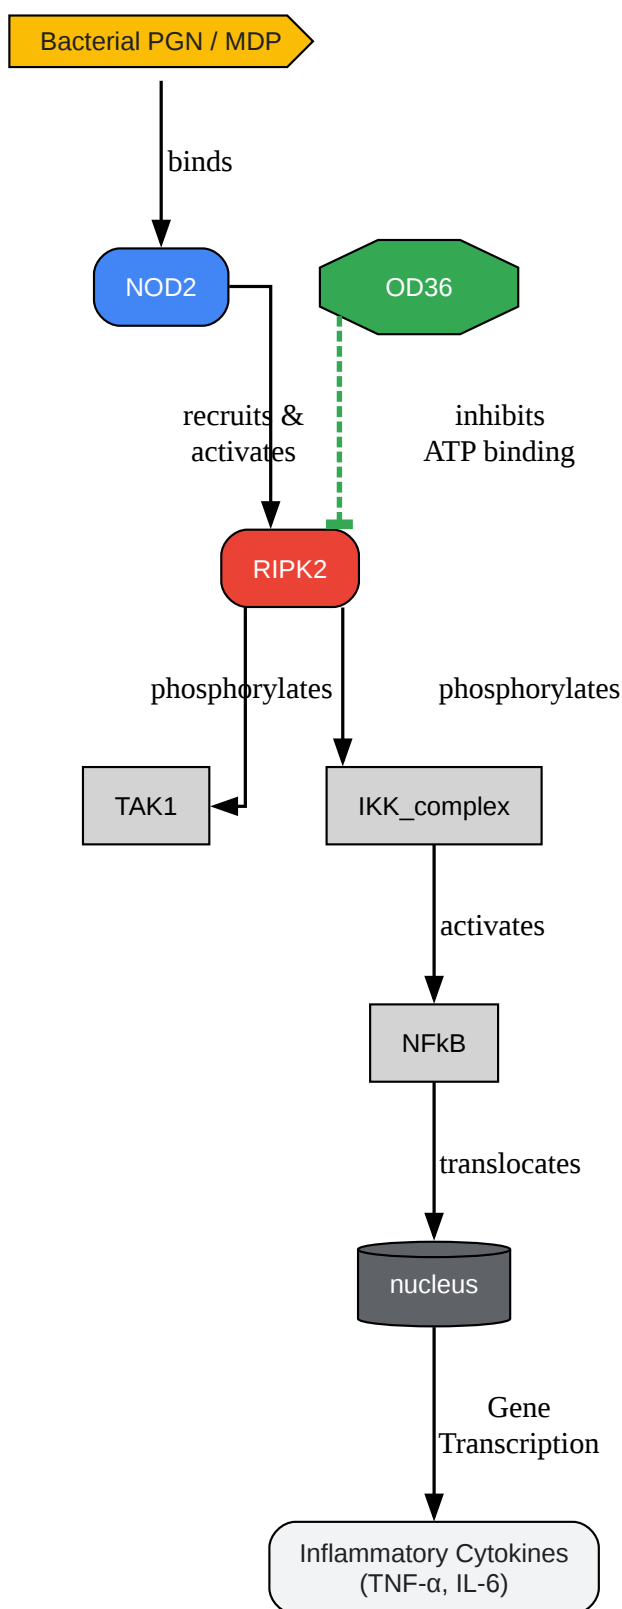 Bacterial PGN / MDP
binds
NOD2
OD36
recruits &
activates
inhibits
ATP binding
RIPK2
phosphorylates
phosphorylates
TAK1
IKK_complex
activates
NFkB
translocates
nucleus
Gene
Transcription
Inflammatory Cytokines
(TNF-α, IL-6)